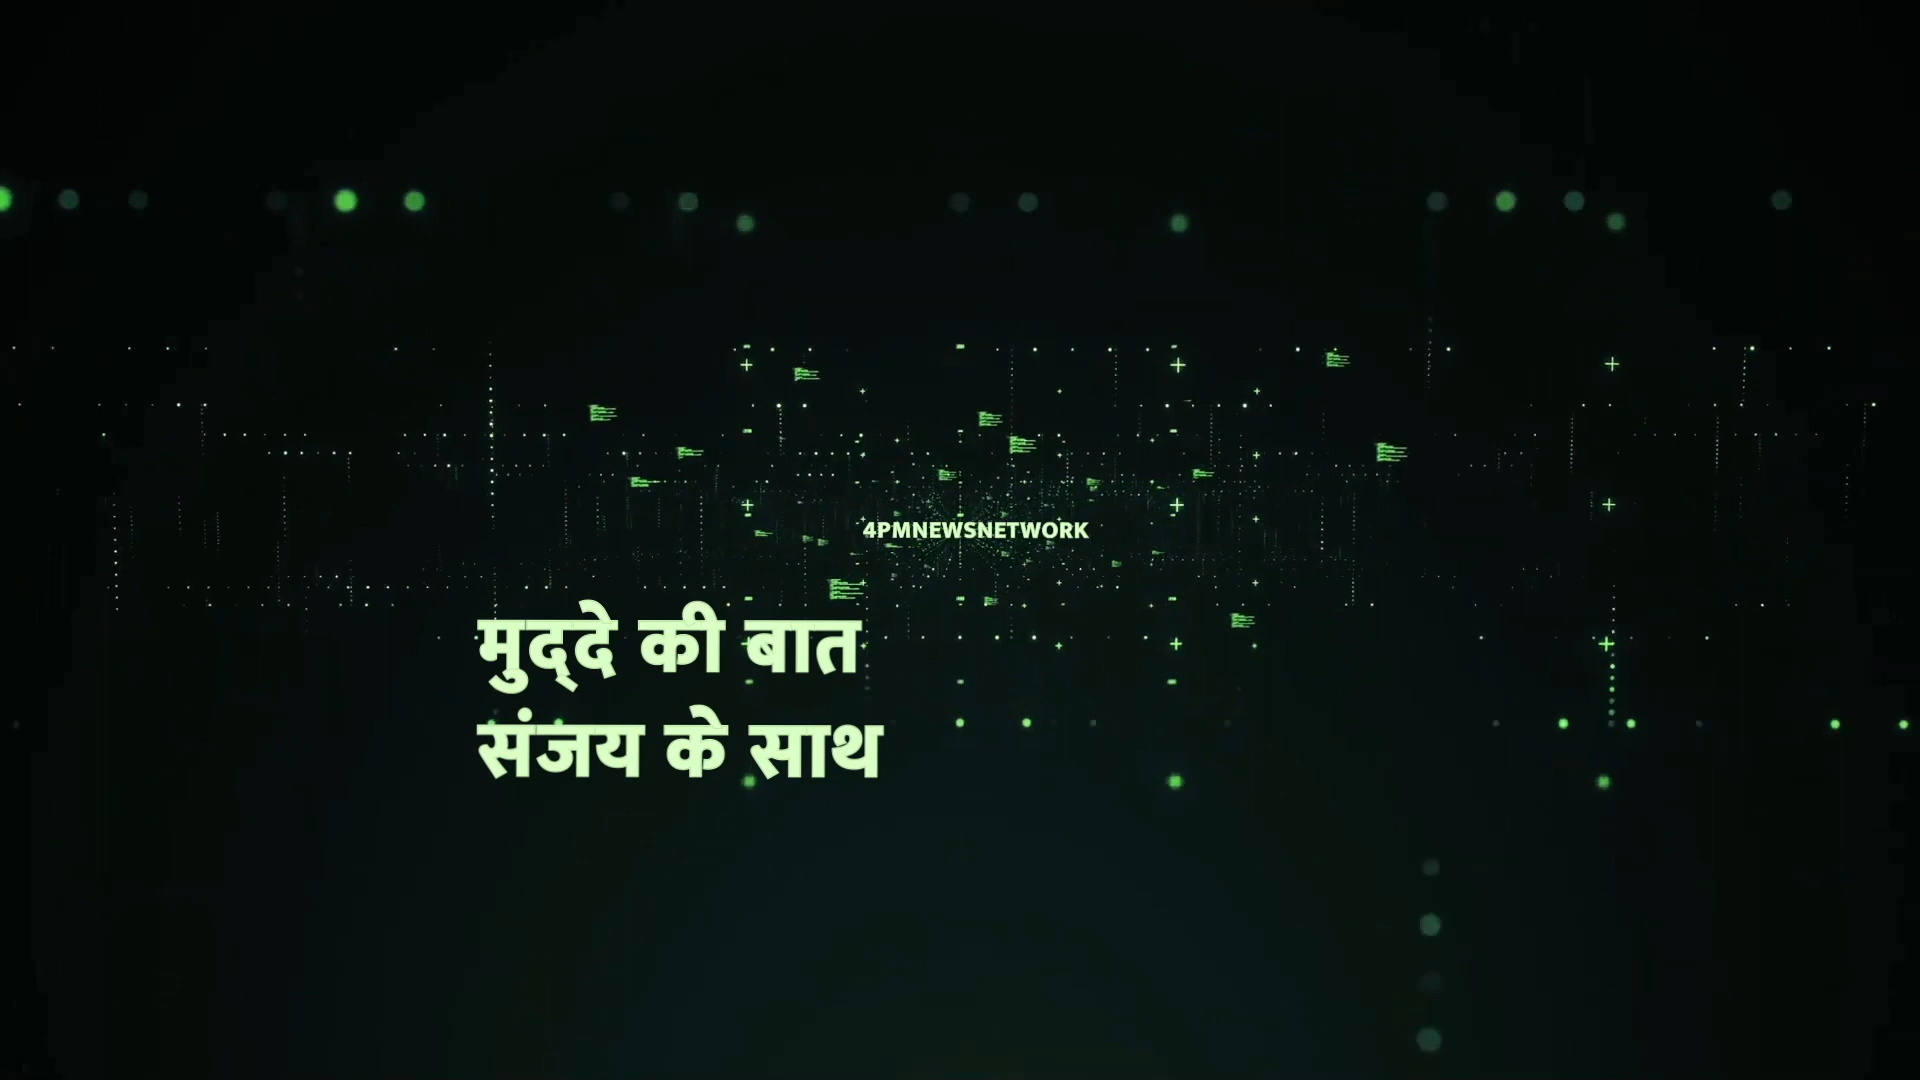 4PMNEWSNETWORK
मुद्‌दे की बात
संजय के साथ